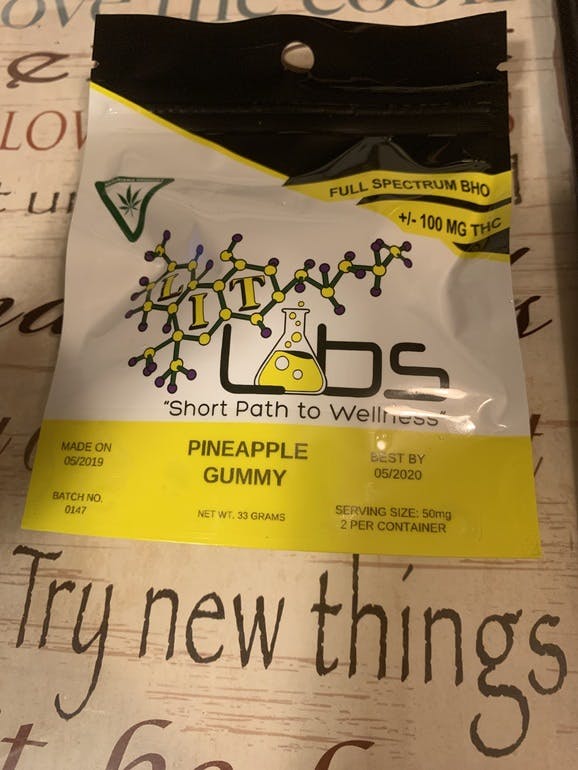 FULL SPECTRUM BHO
+/- 100 MG THC
LIT
Labs
"Short Path to Wellness"
MADE ON
05/2019
PINEAPPLE
GUMMY
BEST BY
05/2020
BATCH NO.
0147
NET WT. 33 GRAMS
SERVING SIZE: 50mg
2 PER CONTAINER
Try new things